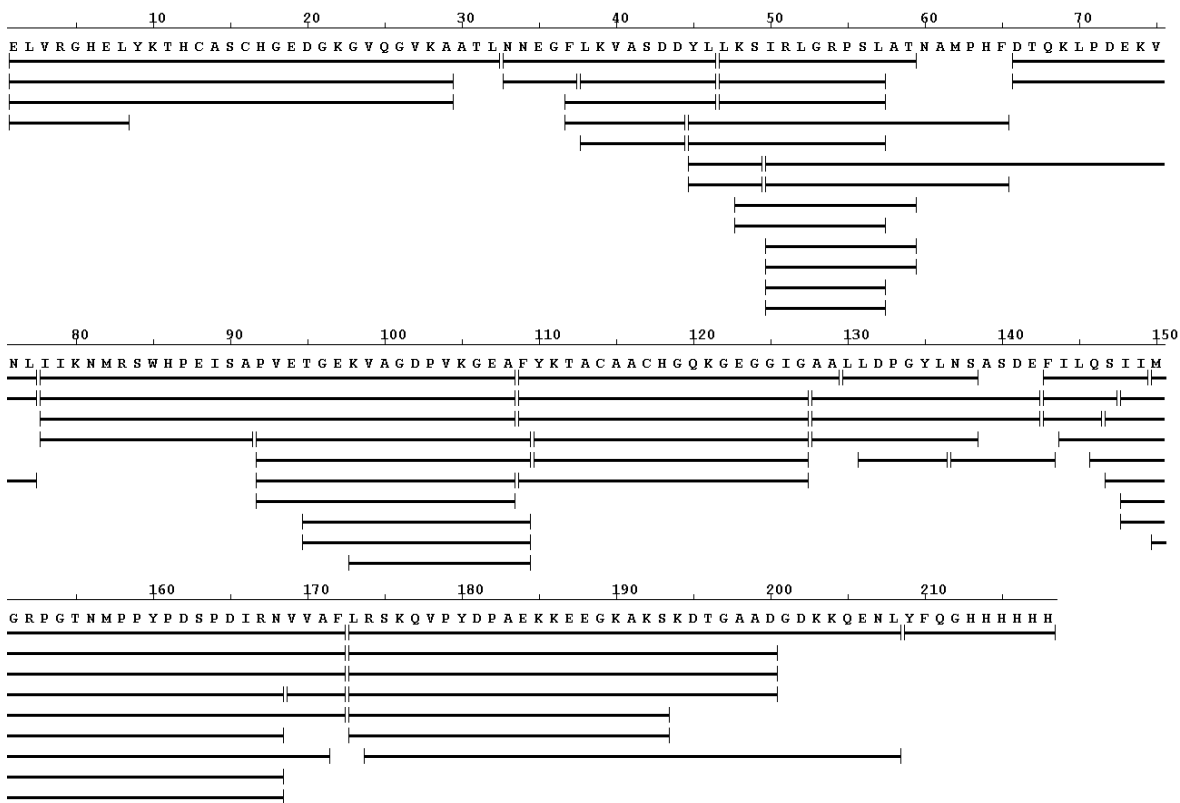 10 20 30 40 50 60 70
E L V R G H E L Y K T H C A S C H G E D G K G V Q G V K A A T L N N E G F L K V A S D D Y L L K S I R L G R P S L A T N A M P H F D T Q K L P D E K V
80 90 100 110 120 130 140 150
N L I I K N M R S W H P E I S A P V E T G E K V A G D P V K G E A F Y K T A C A A C H G Q K G E G G I G A A L L D P G Y L N S A S D E F I L Q S I I M
160 170 180 190 200 210
G R P G T N M P P Y P D S P D I R N V V A F L R S K Q V P Y D P A E K K E E G K A K S K D T G A A D G D K K Q E N L Y F Q G H H H H H H